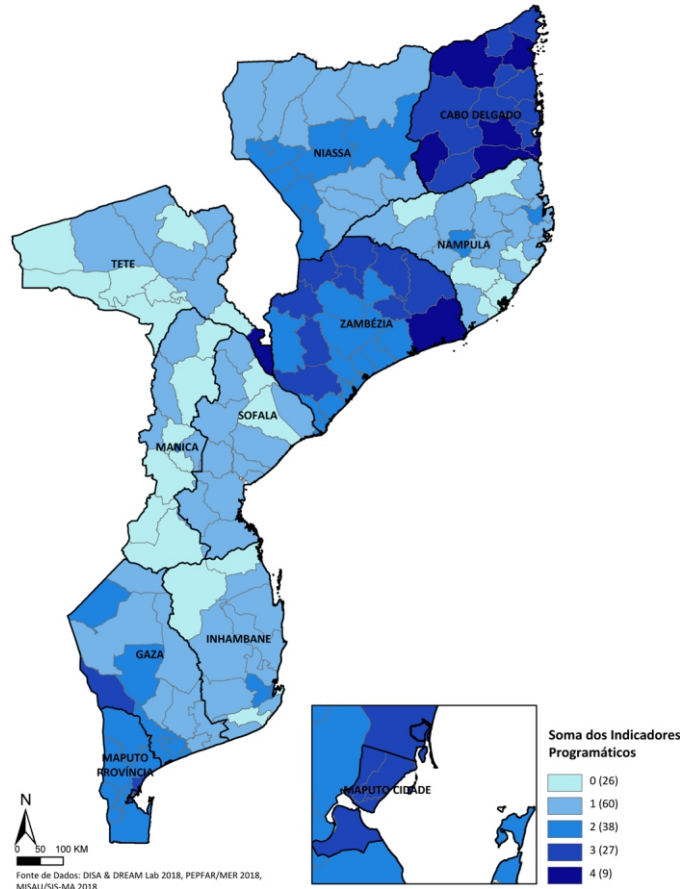 CABO DELGADO
NIASSA
NAMPULA
TETE
ZAMBÉZIA
SOFALA
MANICA
INHAMBANE
GAZA
MAPUTO
PROVÍNCIA
MAPUTO CIDADE
Soma dos Indicadores
Programáticos
0 (26)
1 (60)
2 (38)
3 (27)
4 (9)
N
0 50 100 KM
Fonte de Dados: DISA & DREAM Lab 2018, PEPFAR/MER 2018,
MISAU/SIS-MA 2018